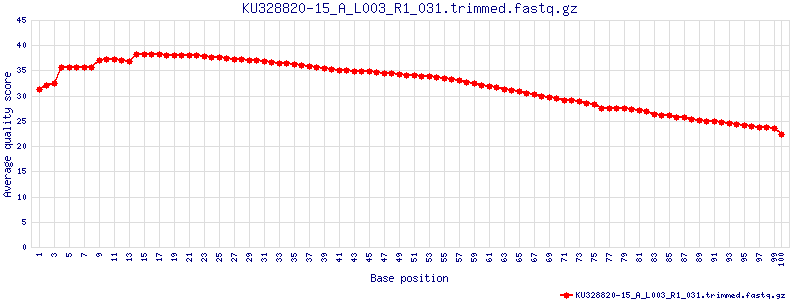 KU328820-15_A_L003_R1_031.trimmed.fastq.gz
Average quality score
45
40
35
30
25
20
15
10
5
0
1 3 5 7 9 11 13 15 17 19 21 23 25 27 29 31 33 35 37 39 41 43 45 47 49 51 53 55 57 59 61 63 65 67 69 71 73 75 77 79 81 83 85 87 89 91 93 95 97 99 100
Base position
KU328820-15_A_L003_R1_031.trimmed.fastq.gz